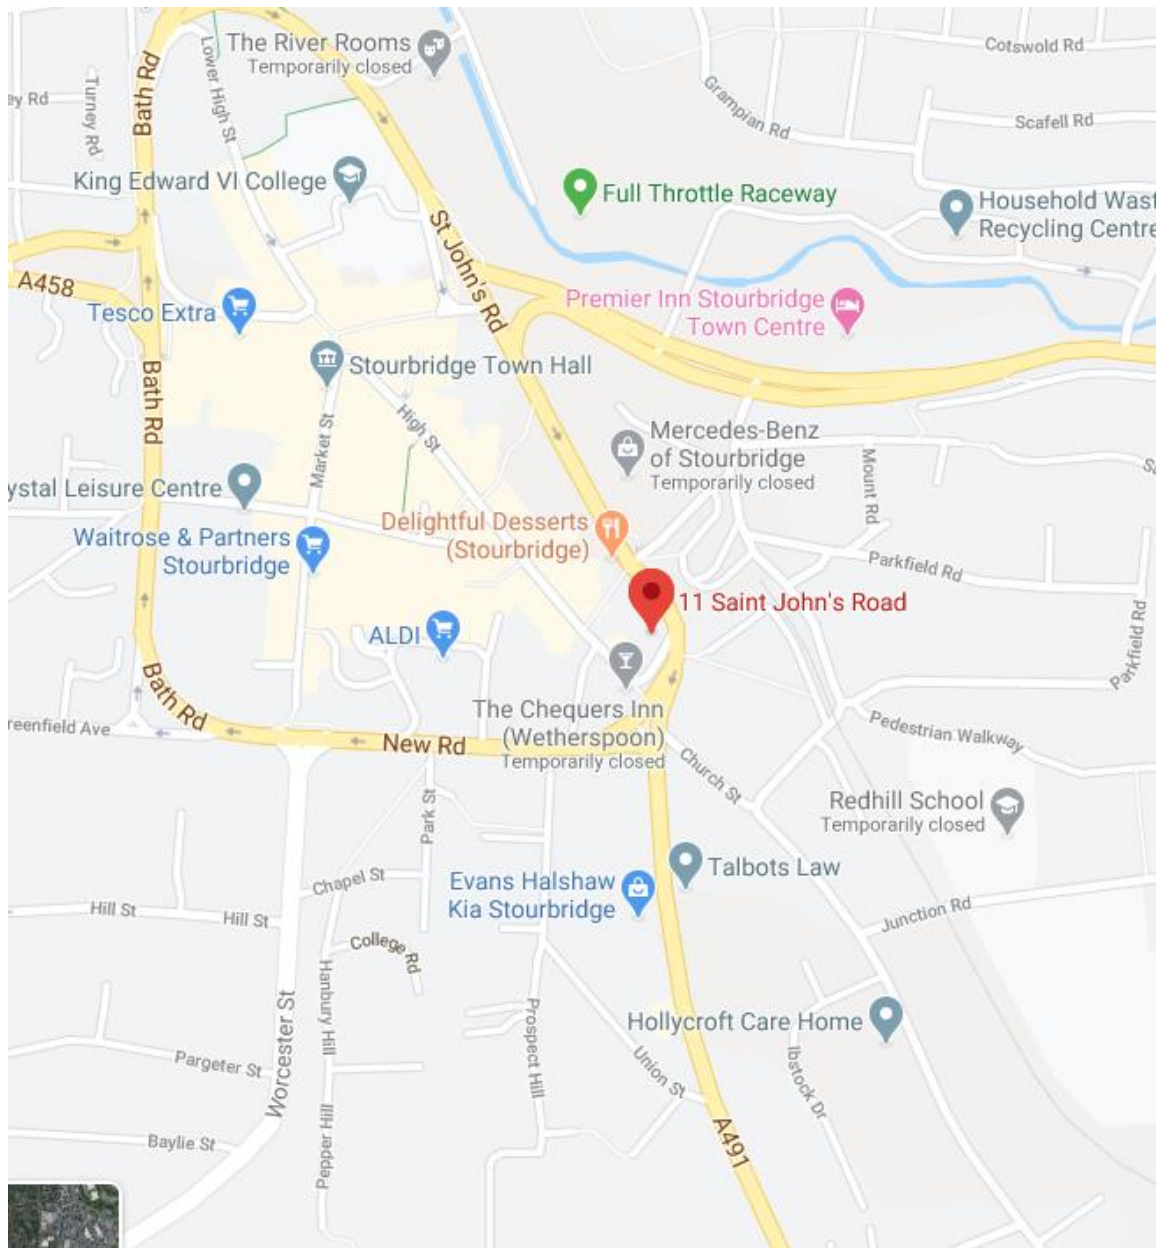 The River Rooms
Temporarily closed
Cotswold Rd
Bath Rd
Lower High St
Turney Rd
ey Rd
Grampian Rd
Scafell Rd
King Edward VI College
Full Throttle Raceway
Household Wast
Recycling Centre
St John's Rd
A458
Tesco Extra
Premier Inn Stourbridge
Town Centre
Stourbridge Town Hall
Bath Rd
High St
Market St
Mercedes-Benz
of Stourbridge
Temporarily closed
Mount Rd
ystal Leisure Centre
Delightful Desserts
(Stourbridge)
Waitrose & Partners
Stourbridge
Parkfield Rd
11 Saint John's Road
ALDI
Parkfield Rd
Bath Rd
The Chequers Inn
(Wetherspoon)
Temporarily closed
reenfield Ave
New Rd
Pedestrian Walkway
Church St
Park St
Redhill School
Temporarily closed
Talbots Law
Evans Halshaw
Kia Stourbridge
Chapel St
Hill St
Hill St
Junction Rd
College Rd
Hanbury Hill
Worcester St
Prospect Hill
Hollycroft Care Home
Pargeter St
Union St
Ibstock Dr
Baylie St
Pepper Hill
A491